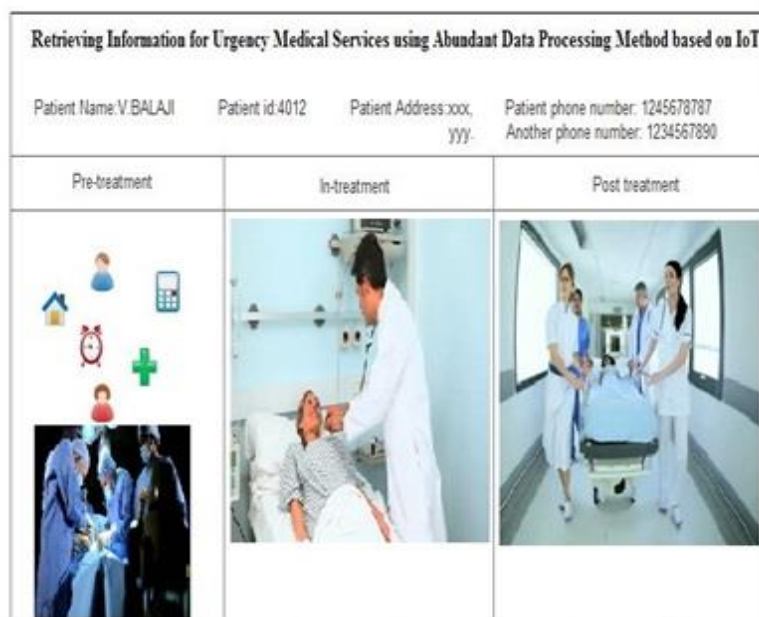 Retrieving Information for Urgency Medical Services using Abundant Data Processing Method based on IoT
Patient Name:V.BALAJI Patient id:4012 Patient Address:xxx, Patient phone number: 1245678787
yyy. Another phone number: 1234567890
Pre-treatment In-treatment Post treatment